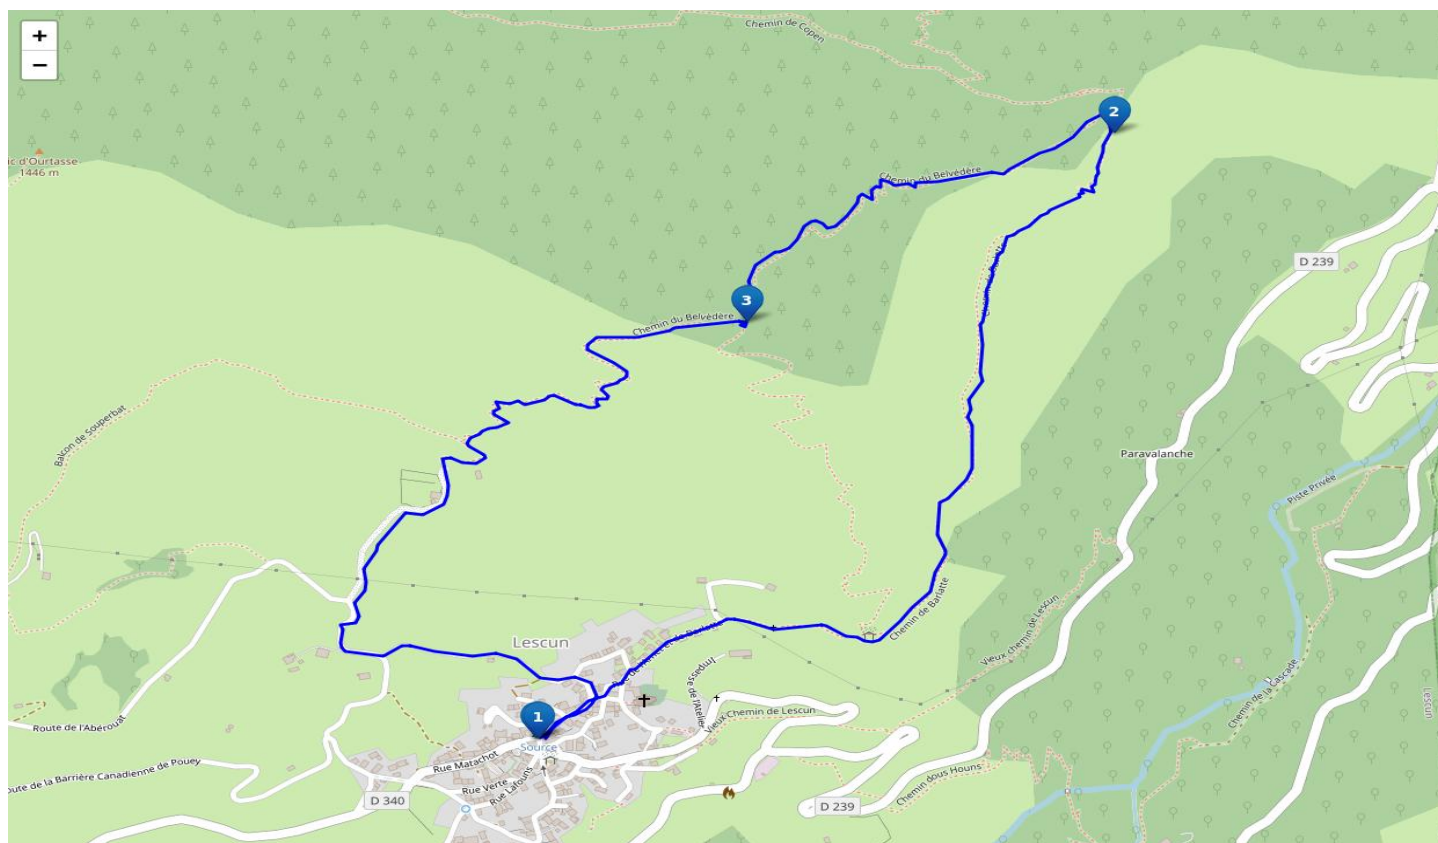 +
−
Chemin de Copen
2
ic d'Ourtasse
1446 m
Chemin du Belvédère
D 239
3
Chemin du Belvédère
Balcon de Souperbat
Paravalanche
Piste Privée
Chemin de Barlatte
Vieux chemin de Lescun
Lescun
Impasse de l'Atelier
Chemin de la Cascade
Lescun
1
Vieux Chemin de Lescun
Route de l'Abérouat
Source
Rue Matachot
oute de la Barrière Canadienne de Pouey
Rue Verte
Rue Lafouns
Chemin dous Houns
D 340
D 239